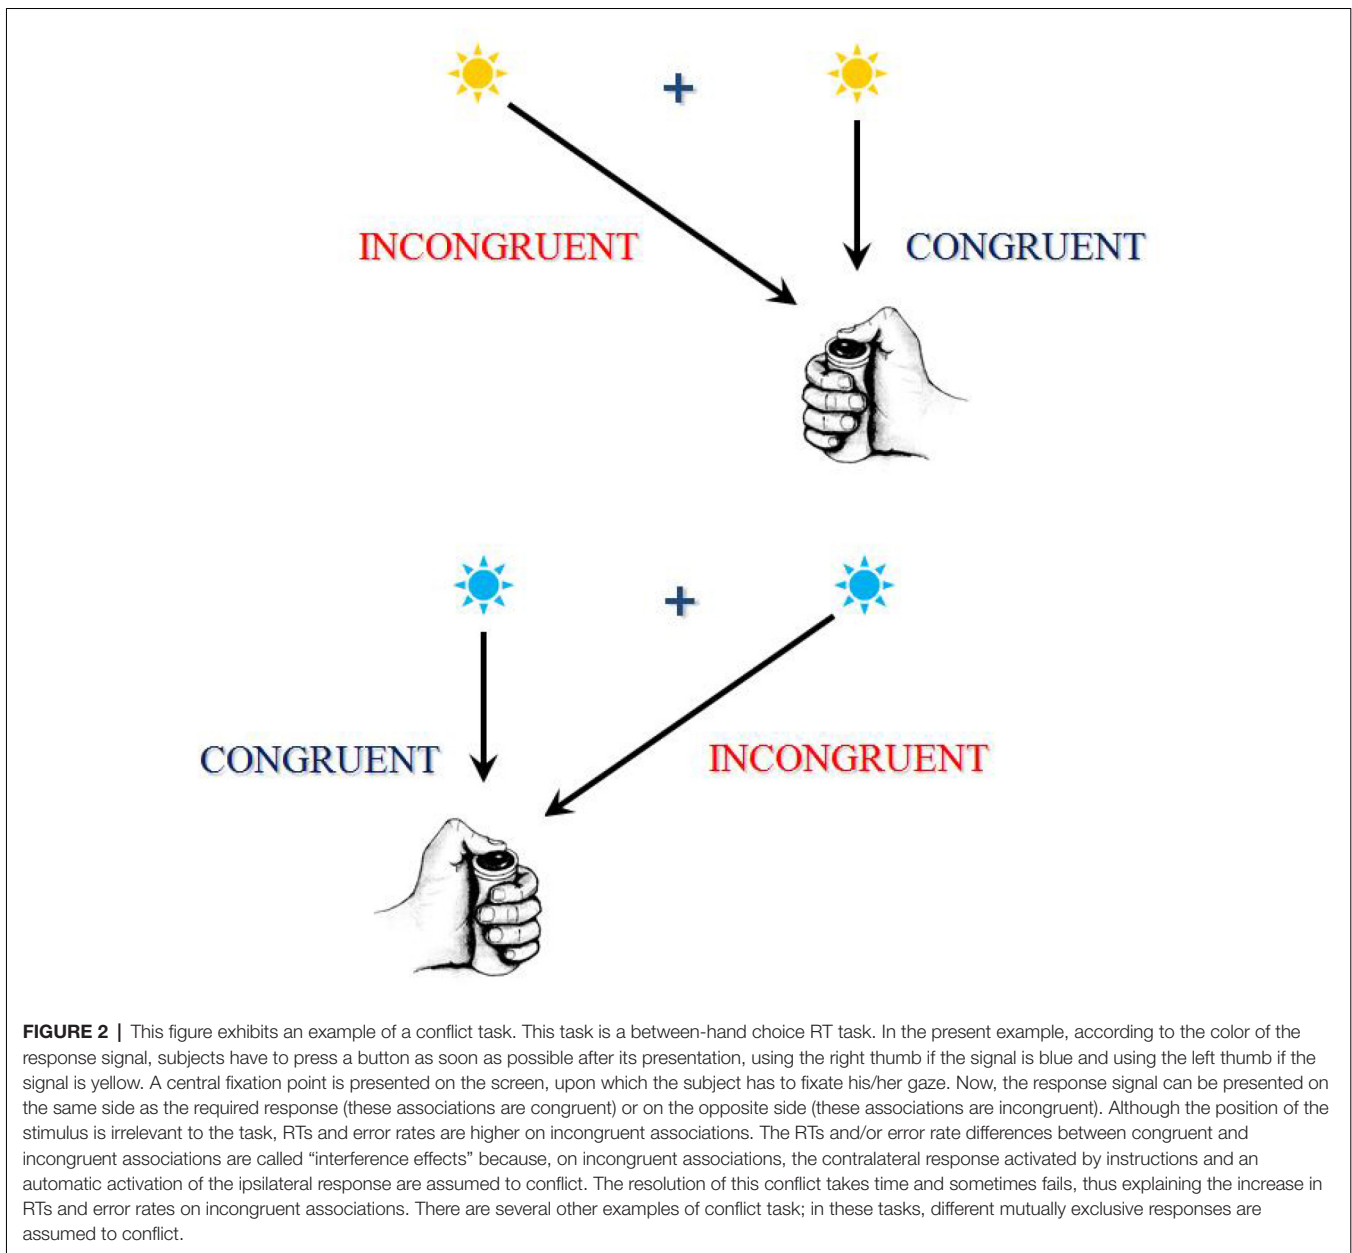 INCONGRUENT
CONGRUENT
CONGRUENT
INCONGRUENT
FIGURE 2 | This figure exhibits an example of a conflict task. This task is a between-hand choice RT task. In the present example, according to the color of the
response signal, subjects have to press a button as soon as possible after its presentation, using the right thumb if the signal is blue and using the left thumb if the
signal is yellow. A central fixation point is presented on the screen, upon which the subject has to fixate his/her gaze. Now, the response signal can be presented on
the same side as the required response (these associations are congruent) or on the opposite side (these associations are incongruent). Although the position of the
stimulus is irrelevant to the task, RTs and error rates are higher on incongruent associations. The RTs and/or error rate differences between congruent and
incongruent associations are called “interference effects” because, on incongruent associations, the contralateral response activated by instructions and an
automatic activation of the ipsilateral response are assumed to conflict. The resolution of this conflict takes time and sometimes fails, thus explaining the increase in
RTs and error rates on incongruent associations. There are several other examples of conflict task; in these tasks, different mutually exclusive responses are
assumed to conflict.